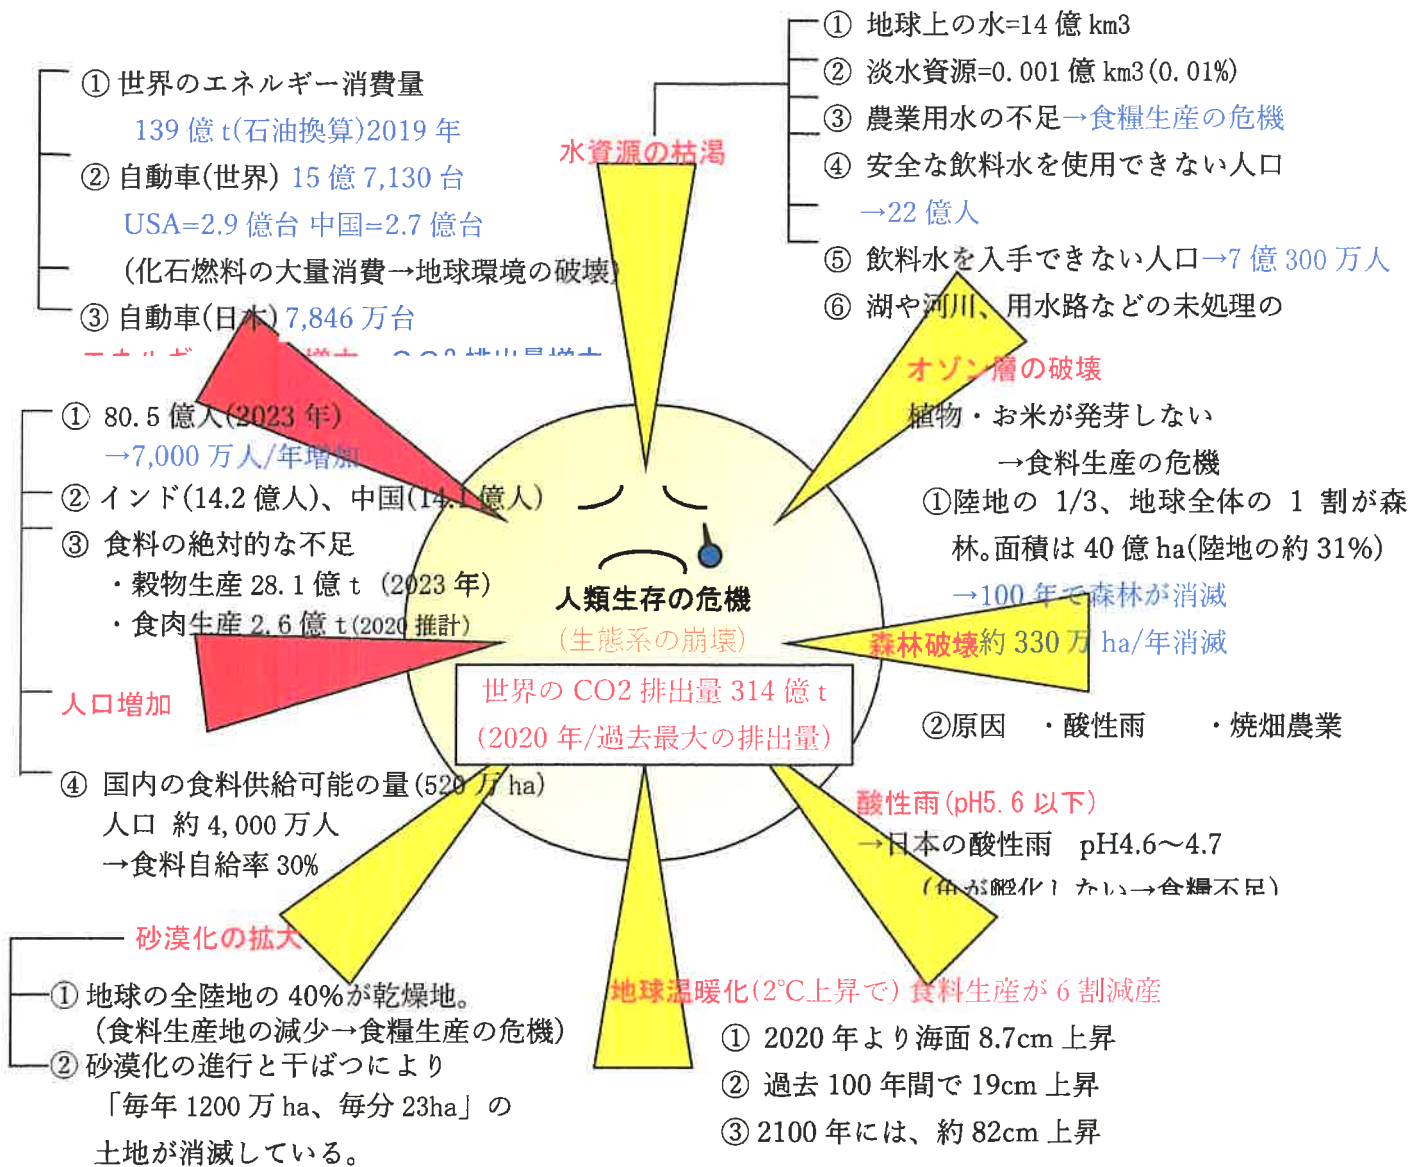 ① 世界のエネルギー消費量
139 億 t(石油換算)2019 年
② 自動車(世界) 15 億 7,130 台
USA=2.9 億台 中国=2.7 億台
(化石燃料の大量消費→地球環境の破壊)
③ 自動車(日本) 7,846 万台
水資源の枯渇
① 地球上の水=14 億 km3
② 淡水資源=0.001 億 km3(0.01%)
③ 農業用水の不足→食糧生産の危機
④ 安全な飲料水を使用できない人口
→22 億人
⑤ 飲料水を入手できない人口→7 億 300 万人
⑥ 湖や河川、用水路などの未処理の
オゾン層の破壊
植物・お米が発芽しない
→食料生産の危機
①陸地の 1/3、地球全体の 1 割が森
林。面積は 40 億 ha(陸地の約 31%)
→100 年で森林が消滅
森林破壊約 330 万 ha/年消滅
②原因 ・酸性雨 ・焼畑農業
① 80.5 億人(2023 年)
→7,000 万人/年増加
② インド(14.2 億人)、中国(14.1 億人)
③ 食料の絶対的な不足
・穀物生産 28.1 億 t (2023 年)
・食肉生産 2.6 億 t(2020 推計)
人口増加
④ 国内の食料供給可能の量(520 万 ha)
人口 約 4,000 万人
→食料自給率 30%
人類生存の危機
(生態系の崩壊)
世界の CO2 排出量 314 億 t
(2020 年/過去最大の排出量)
酸性雨(pH5.6 以下)
→日本の酸性雨 pH4.6～4.7
(魚が孵化しない→食糧不足)
砂漠化の拡大
① 地球の全陸地の 40%が乾燥地。
(食料生産地の減少→食糧生産の危機)
② 砂漠化の進行と干ばつにより
「毎年 1200 万 ha、毎分 23ha」の
土地が消滅している。
地球温暖化(2℃上昇で) 食料生産が 6 割減産
① 2020 年より海面 8.7cm 上昇
② 過去 100 年間で 19cm 上昇
③ 2100 年には、約 82cm 上昇